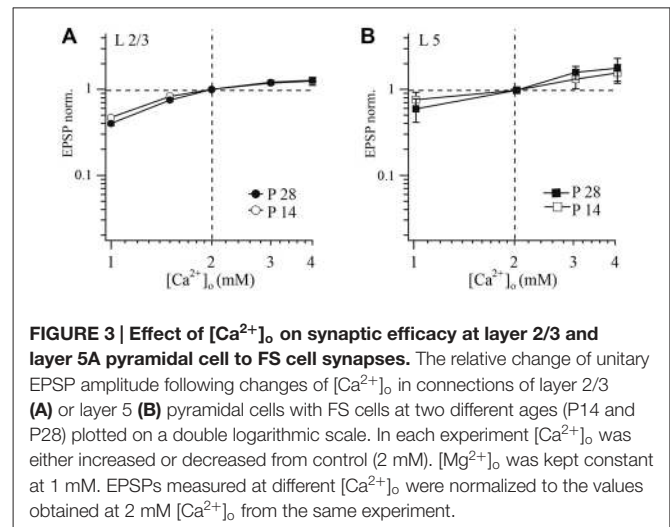 A
L 2/3
EPSP norm.
1
0.1
P 28
P 14
1
2
3
4
[Ca²⁺]ₒ (mM)
B
L 5
EPSP norm.
1
0.1
P 28
P 14
1
2
3
4
[Ca²⁺]ₒ (mM)
FIGURE 3 | Effect of [Ca²⁺]ₒ on synaptic efficacy at layer 2/3 and
layer 5A pyramidal cell to FS cell synapses. The relative change of unitary
EPSP amplitude following changes of [Ca²⁺]ₒ in connections of layer 2/3
(A) or layer 5 (B) pyramidal cells with FS cells at two different ages (P14 and
P28) plotted on a double logarithmic scale. In each experiment [Ca²⁺]ₒ was
either increased or decreased from control (2 mM). [Mg²⁺]ₒ was kept constant
at 1 mM. EPSPs measured at different [Ca²⁺]ₒ were normalized to the values
obtained at 2 mM [Ca²⁺]ₒ from the same experiment.